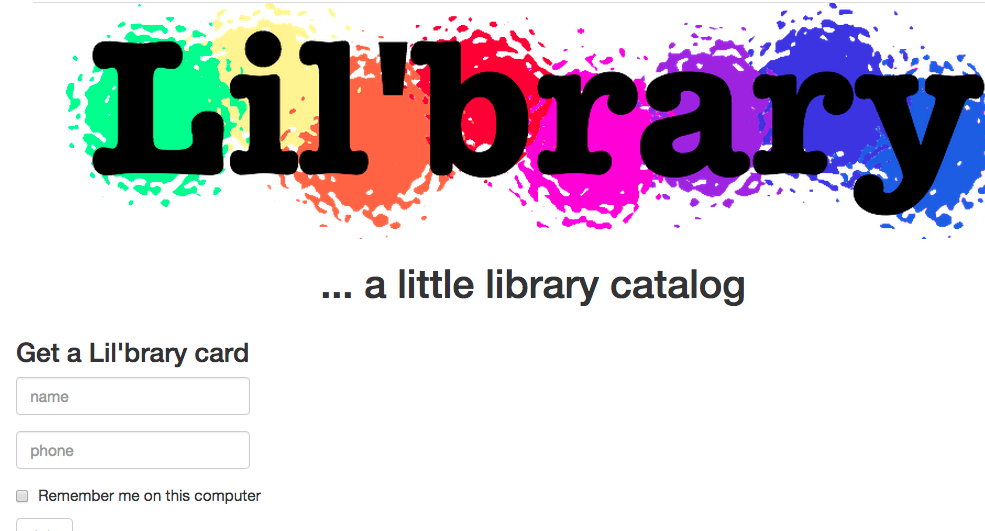 Lil'brary
... a little library catalog
Get a Lil'brary card
name
phone
Remember me on this computer